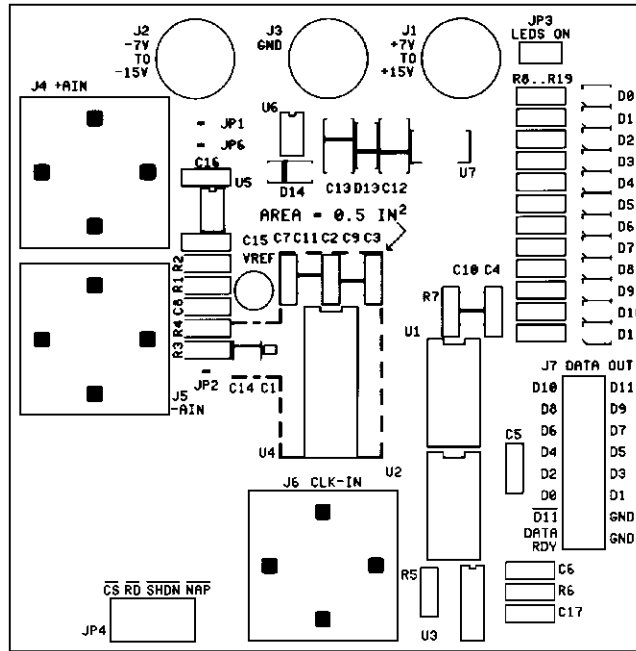 J2
-7V
TO
-15V
J3
GND
J1
+7V
TO
+15V
JP3
LEDS ON
J4 +AIN
R8..R19
U6
JP1
JP6
C16
U5
D14
C13 D13 C12
U7
D0
D1
D2
D3
D4
D5
D6
D7
D8
D9
D1
AREA = 0.5 IN²
C15
VREF
C7 C11 C2 C9 C3
R2
R1
C8
R4
R3
C10 C4
R7
U1
JP2
C14 C1
J5
-AIN
U4
U2
J7 DATA OUT
D10 D11
D8 D9
D6 D7
D4 D5
D2 D3
D0 D1
D11 GND
DATA RDY GND
C5
J6 CLK-IN
R5
U3
C6
R6
C17
CS RD SHDN NAP
JP4